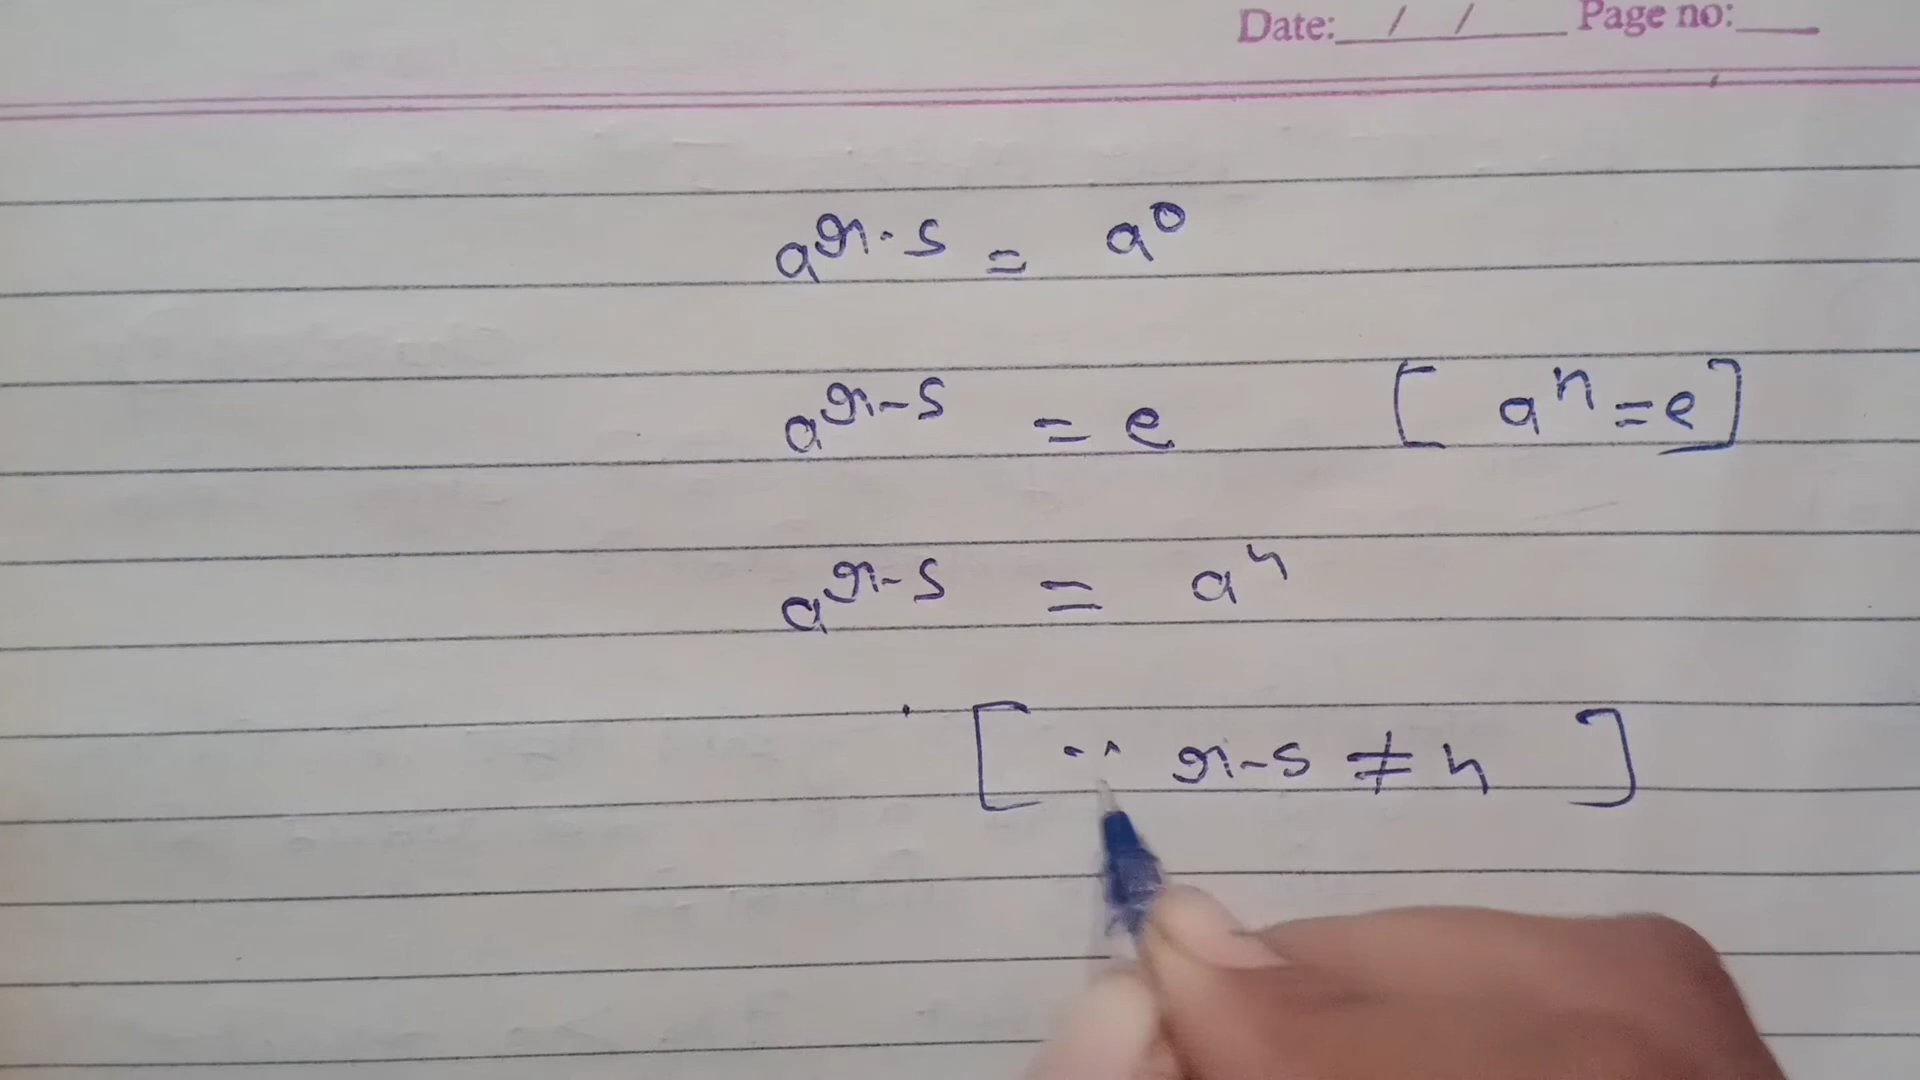 Date: / / Page no:
a^{r-s} = a^0
a^{r-s} = e [ a^n = e ]
a^{r-s} = a^n
[ ∵ r-s ≠ n ]